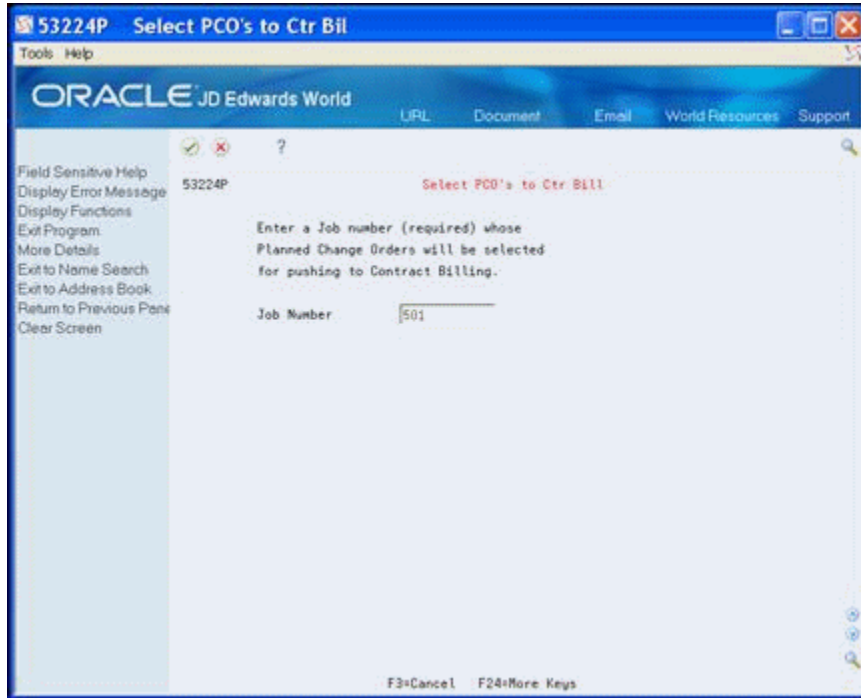 53224P Select PCO's to Ctr Bil
Tools Help
ORACLE JD Edwards World
URL Document Email World Resources Support
?
Field Sensitive Help
Display Error Message
Display Functions
Exit Program
More Details
Exit to Name Search
Exit to Address Book
Return to Previous Pane
Clear Screen
53224P Select PCO's to Ctr Bill
Enter a Job number (required) whose
Planned Change Orders will be selected
for pushing to Contract Billing.
Job Number 501
F3=Cancel F24=More Keys